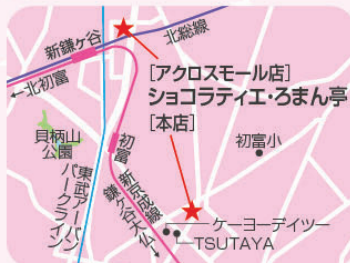 新鎌ヶ谷
北総線
←北初富
[アクロスモール店]
ショコラティエ・ろまん亭
[本店]
貝柄山
公園
初富
初富小
東武アーバン
パークライン
新京成線
鎌ヶ谷大仏→
ケーヨーデイツー
TSUTAYA